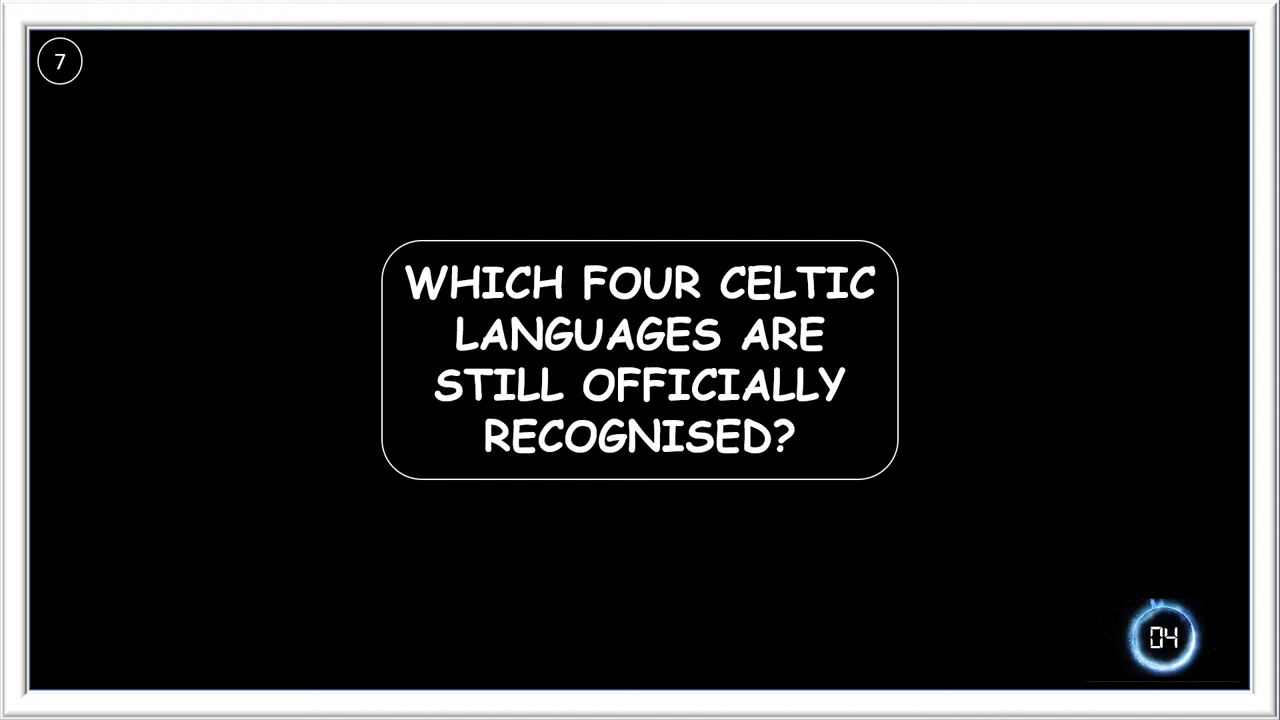 7
WHICH FOUR CELTIC
LANGUAGES ARE
STILL OFFICIALLY
RECOGNISED?
04